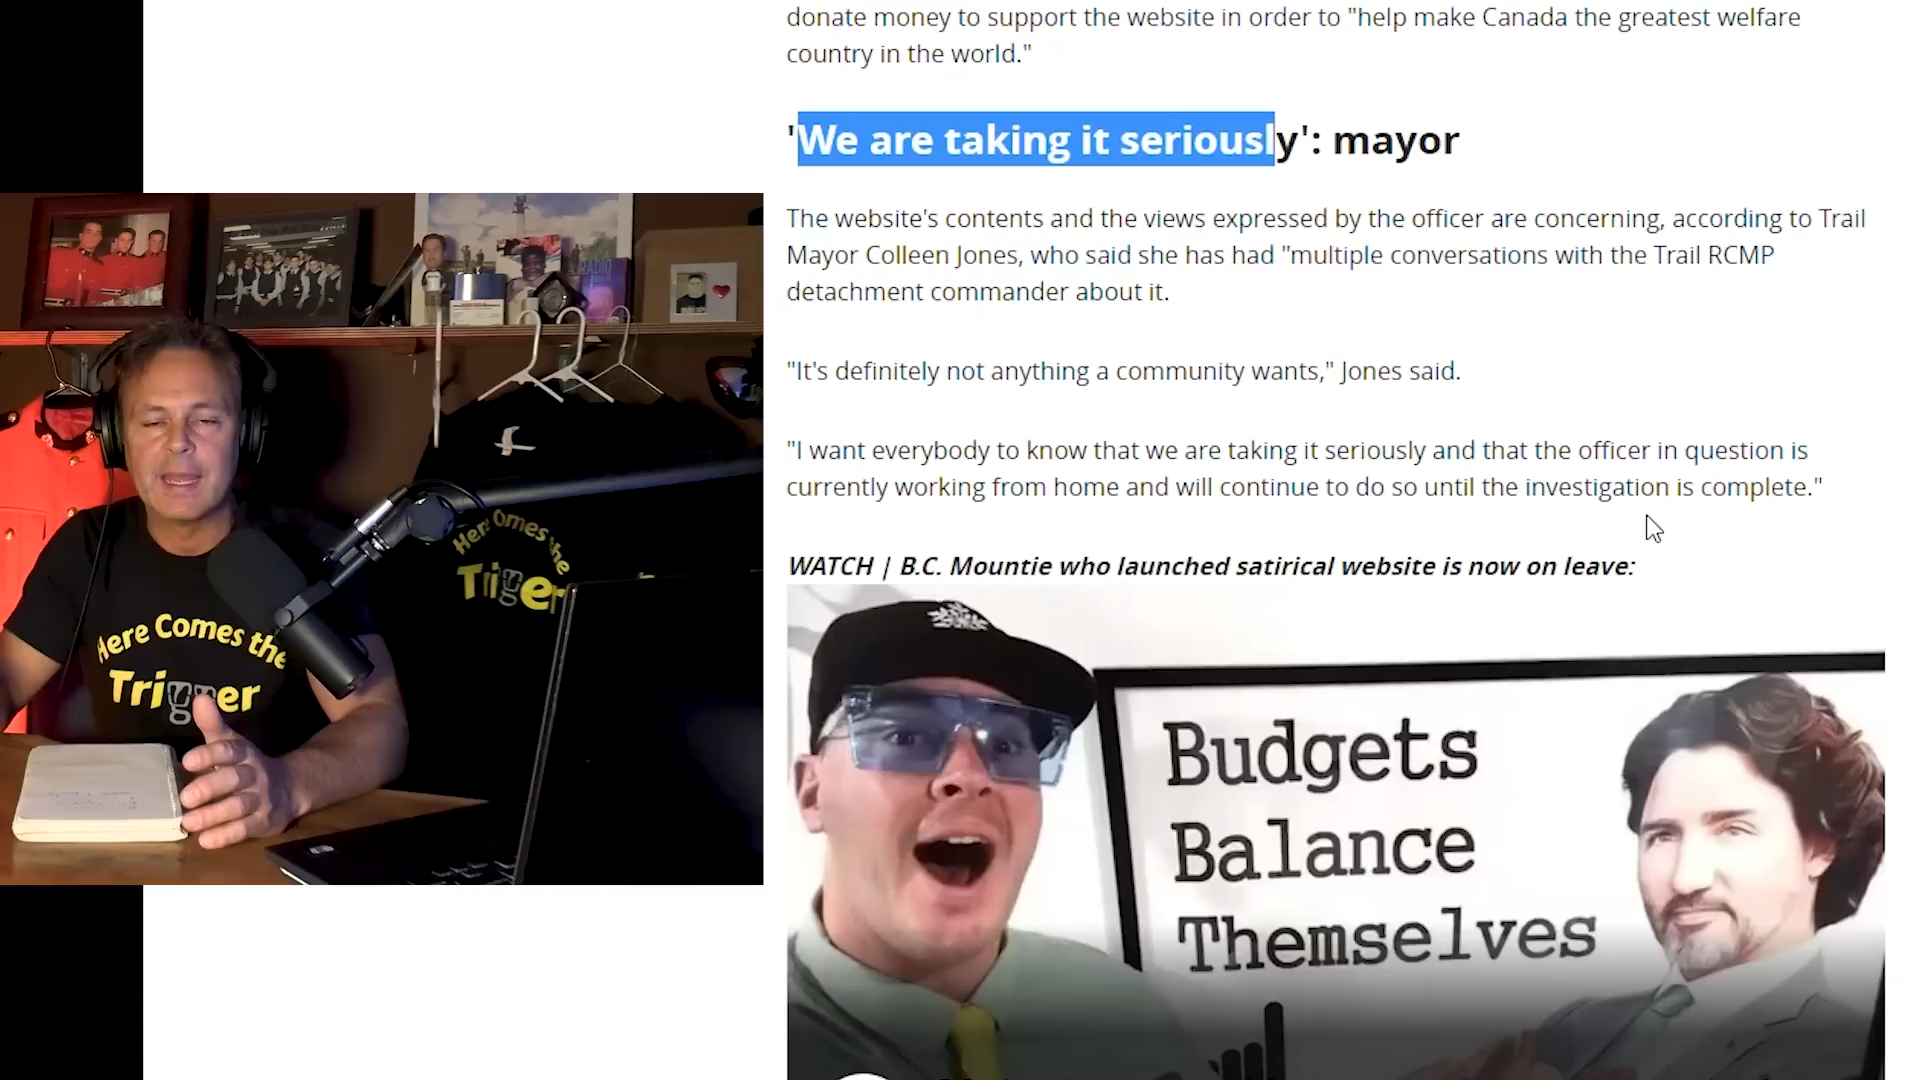 donate money to support the website in order to "help make Canada the greatest welfare
country in the world."
'We are taking it seriously': mayor
The website's contents and the views expressed by the officer are concerning, according to Trail
Mayor Colleen Jones, who said she has had "multiple conversations with the Trail RCMP
detachment commander about it.
"It's definitely not anything a community wants," Jones said.
"I want everybody to know that we are taking it seriously and that the officer in question is
currently working from home and will continue to do so until the investigation is complete."
WATCH | B.C. Mountie who launched satirical website is now on leave:
Budgets
Balance
Themselves
RADIO
Here Comes the
Trigger
Here Comes the
Trigger